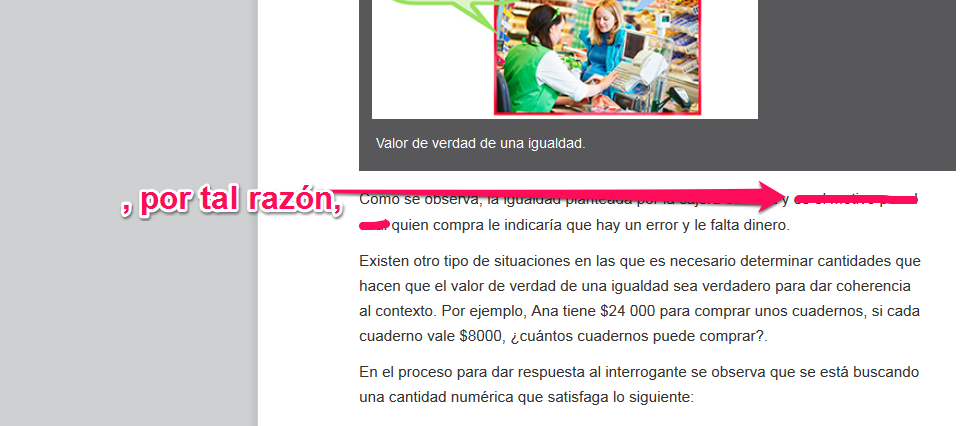 Valor de verdad de una igualdad.
, por tal razón,
Como se observa, la igualdad planteada por la cajera y
quien compra le indicaría que hay un error y le falta dinero.
Existen otro tipo de situaciones en las que es necesario determinar cantidades que
hacen que el valor de verdad de una igualdad sea verdadero para dar coherencia
al contexto. Por ejemplo, Ana tiene $24 000 para comprar unos cuadernos, si cada
cuaderno vale $8000, ¿cuántos cuadernos puede comprar?.
En el proceso para dar respuesta al interrogante se observa que se está buscando
una cantidad numérica que satisfaga lo siguiente: